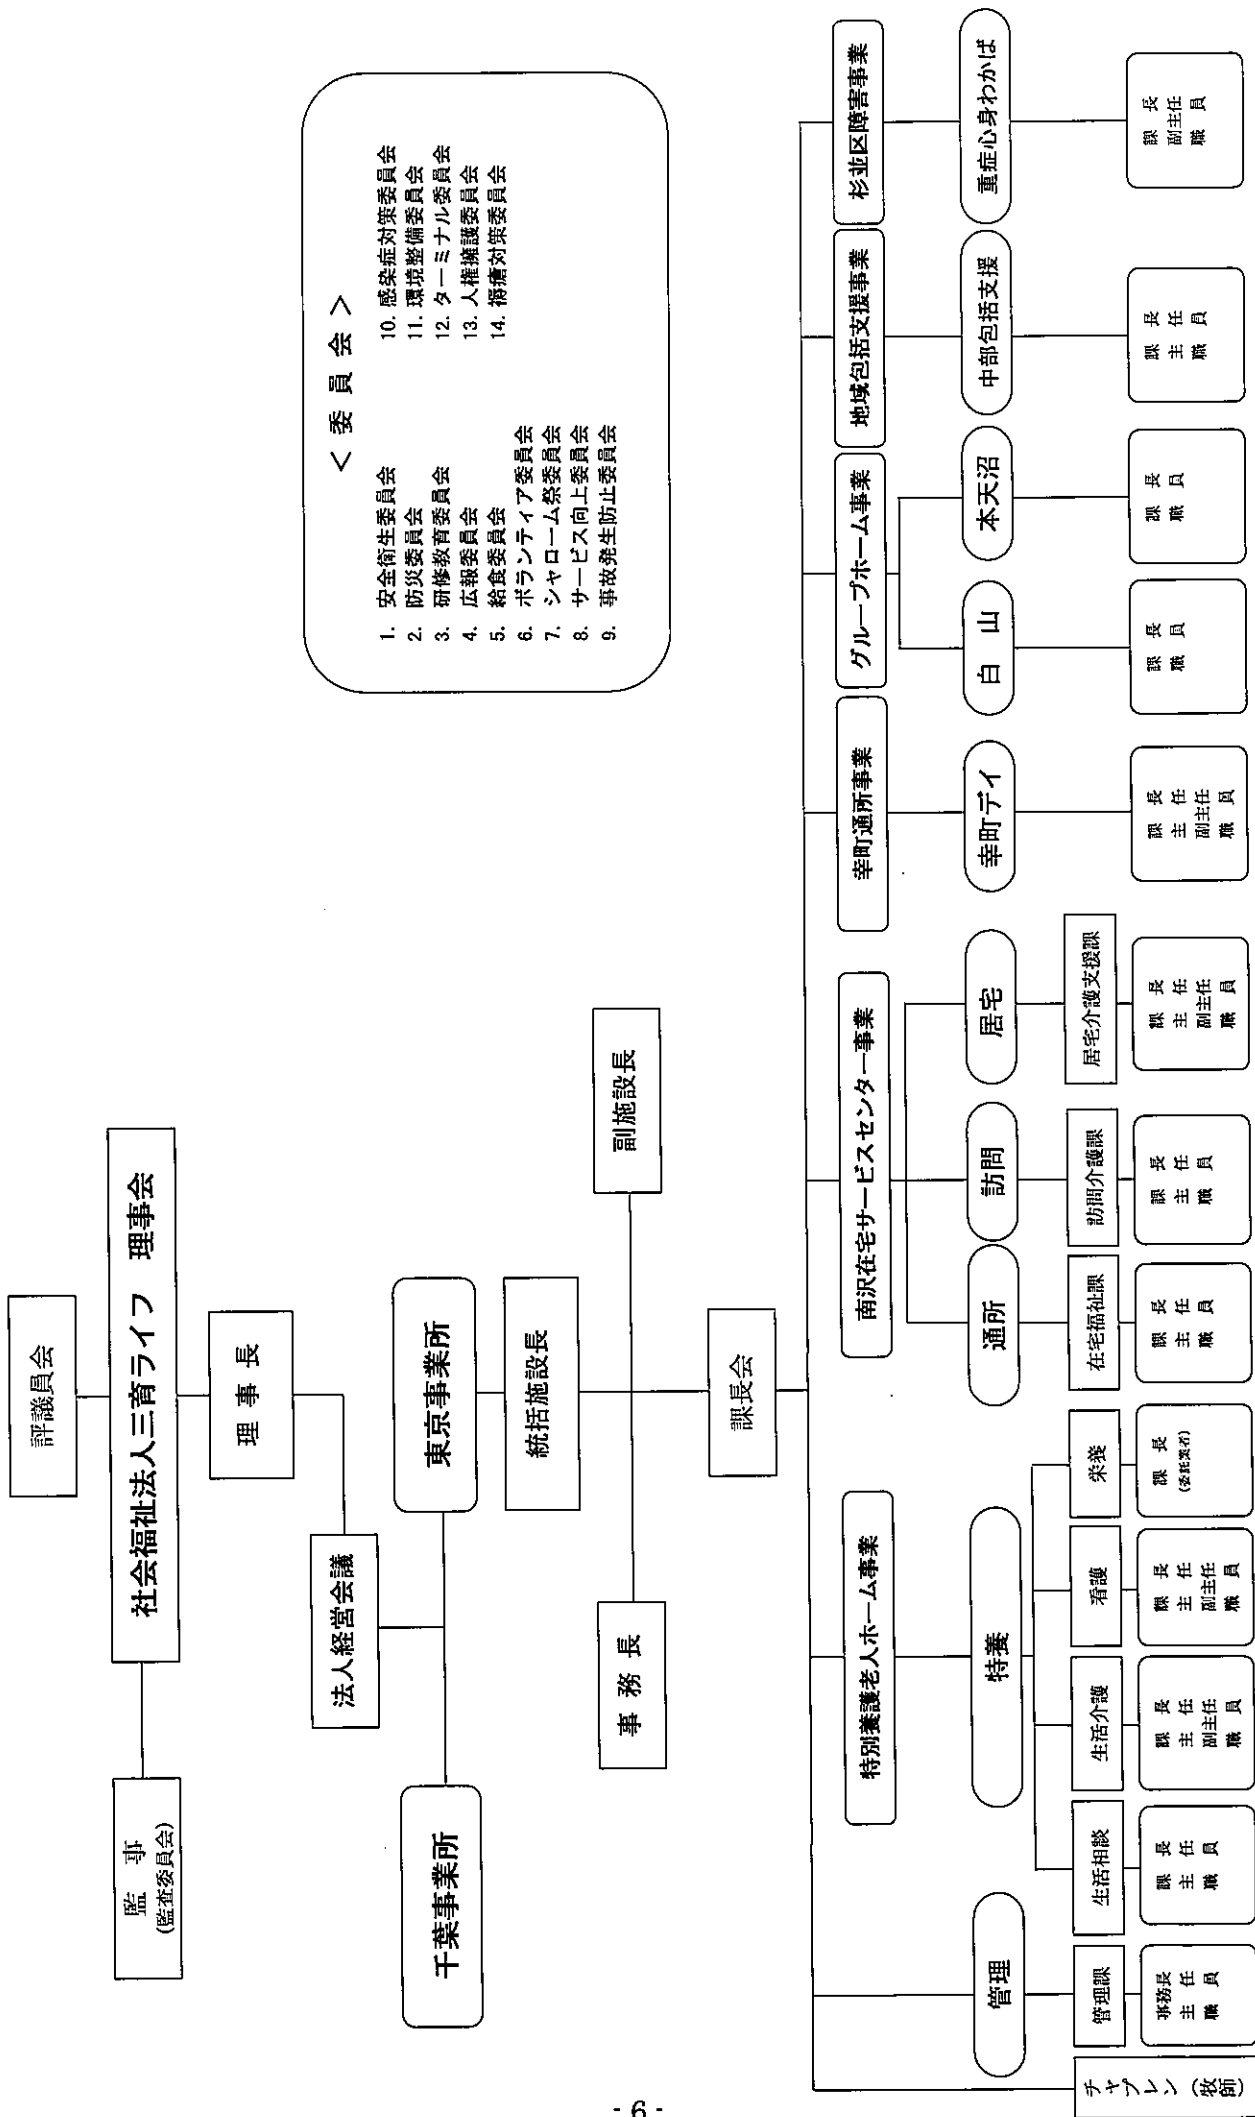 評議員会
社会福祉法人三育ライフ　理事会
監　事
(監査委員会)
理 事 長
法人経営会議
千葉事業所
東京事業所
統括施設長
事 務 長
副施設長
課長会
＜ 委 員 会 ＞
1. 安全衛生委員会
2. 防災委員会
3. 研修教育委員会
4. 広報委員会
5. 給食委員会
6. ボランティア委員会
7. シャローム祭委員会
8. サービス向上委員会
9. 事故発生防止委員会
10. 感染症対策委員会
11. 環境整備委員会
12. ターミナル委員会
13. 人権擁護委員会
14. 褥瘡対策委員会
特別養護老人ホーム事業
南沢在宅サービスセンター事業
幸町通所事業
グループホーム事業
地域包括支援事業
杉並区障害事業
管理
特養
通所
訪問
居宅
幸町デイ
白　山
本天沼
中部包括支援
重症心身わかば
チャプレン（牧師）
管理課
生活相談
生活介護
看護
栄養
在宅福祉課
訪問介護課
居宅介護支援課
事務長
主　任
職　員
課　長
主　任
職　員
課　長
主　任
副主任
職　員
課　長
主　任
副主任
職　員
課　長
(委託業者)
課　長
主　任
職　員
課　長
主　任
職　員
課　長
主　任
副主任
職　員
課　長
主　任
副主任
職　員
課　長
職　員
課　長
職　員
課　長
主　任
職　員
課　長
副主任
職　員
- 6 -